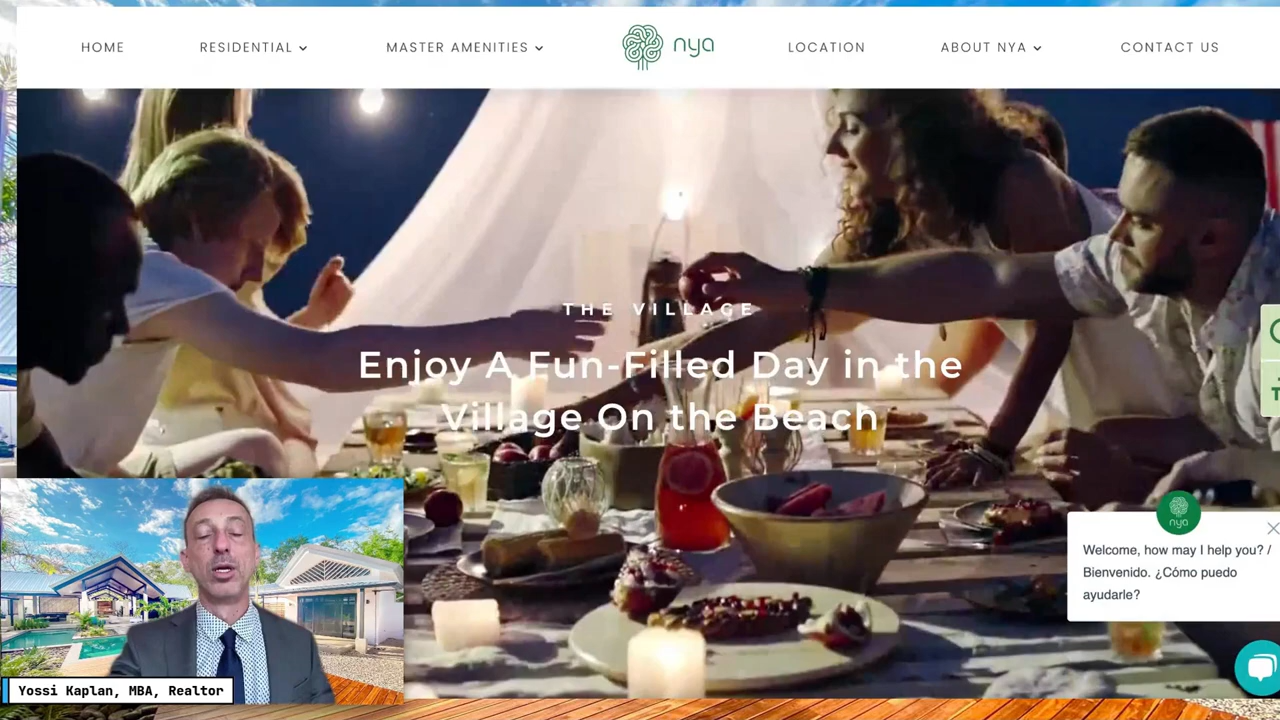 HOME
RESIDENTIAL
MASTER AMENITIES
nya
LOCATION
ABOUT NYA
CONTACT US
THE VILLAGE
Enjoy A Fun-Filled Day in the
Village On the Beach
nya
Welcome, how may I help you? /
Bienvenido. ¿Cómo puedo
ayudarle?
Yossi Kaplan, MBA, Realtor